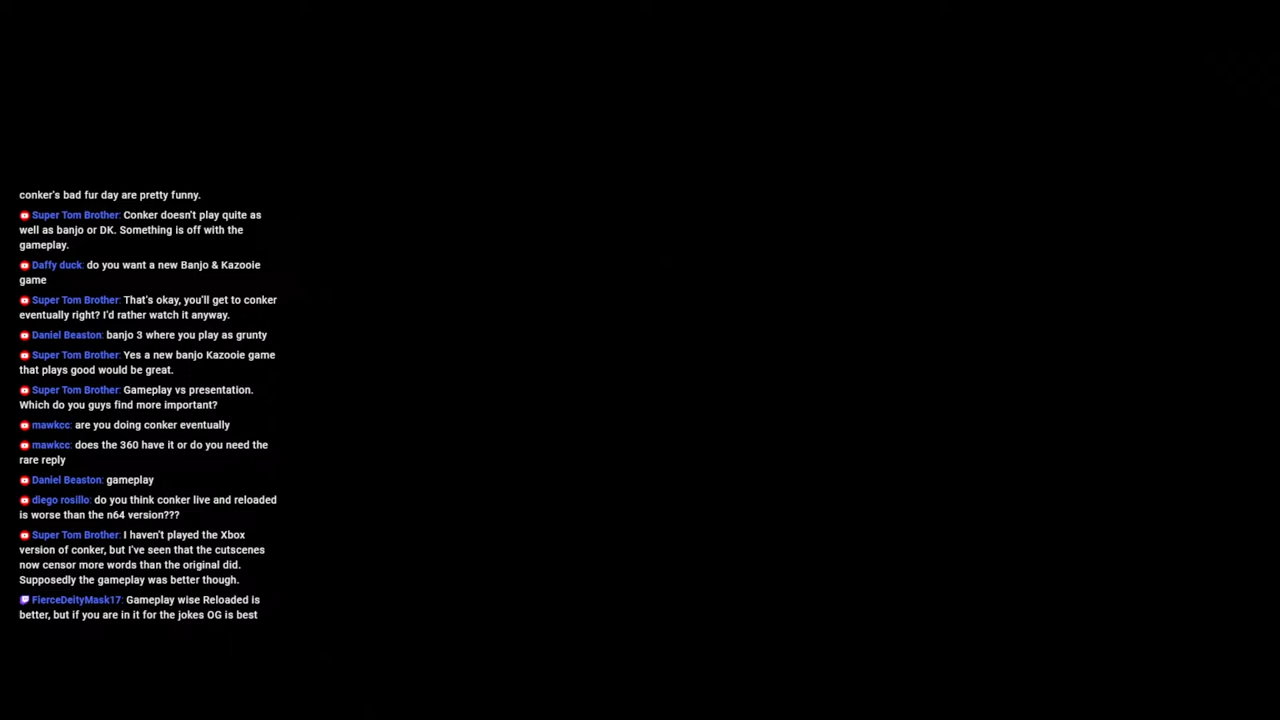 conker's bad fur day are pretty funny.
Super Tom Brother: Conker doesn't play quite as
well as banjo or DK. Something is off with the
gameplay.
Daffy duck: do you want a new Banjo & Kazooie
game
Super Tom Brother: That's okay, you'll get to conker
eventually right? I'd rather watch it anyway.
Daniel Beaston: banjo 3 where you play as grunty
Super Tom Brother: Yes a new banjo Kazooie game
that plays good would be great.
Super Tom Brother: Gameplay vs presentation.
Which do you guys find more important?
mawkcc: are you doing conker eventually
mawkcc: does the 360 have it or do you need the
rare reply
Daniel Beaston: gameplay
diego rosillo: do you think conker live and reloaded
is worse than the n64 version???
Super Tom Brother: I haven't played the Xbox
version of conker, but I've seen that the cutscenes
now censor more words than the original did.
Supposedly the gameplay was better though.
FierceDeityMask17: Gameplay wise Reloaded is
better, but if you are in it for the jokes OG is best